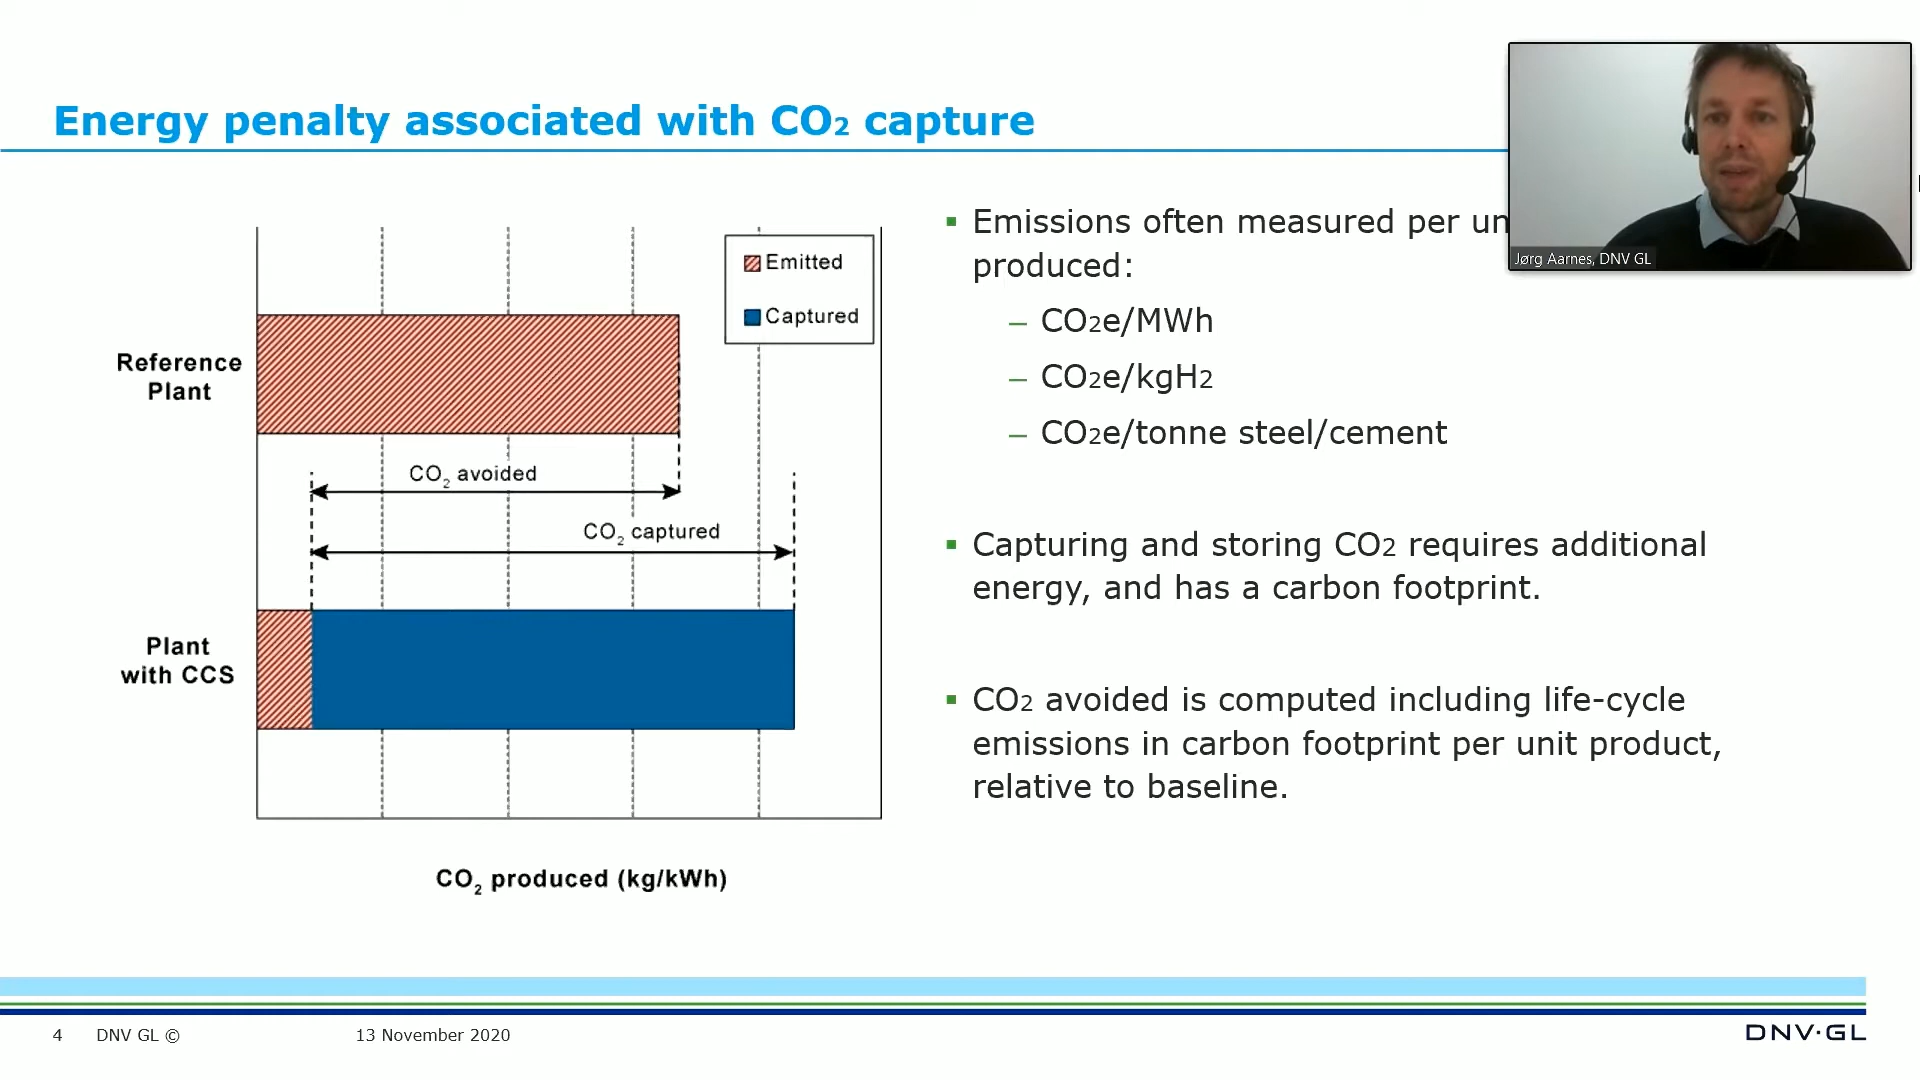 Energy penalty associated with CO₂ capture
Emitted
Captured
Reference
Plant
CO₂ avoided
CO₂ captured
Plant
with CCS
CO₂ produced (kg/kWh)
▪ Emissions often measured per
produced:
– CO₂e/MWh
– CO₂e/kgH₂
– CO₂e/tonne steel/cement
▪ Capturing and storing CO₂ requires additional
energy, and has a carbon footprint.
▪ CO₂ avoided is computed including life-cycle
emissions in carbon footprint per unit product,
relative to baseline.
Jørg Aarnes, DNV GL
4 DNV GL © 13 November 2020
DNV·GL